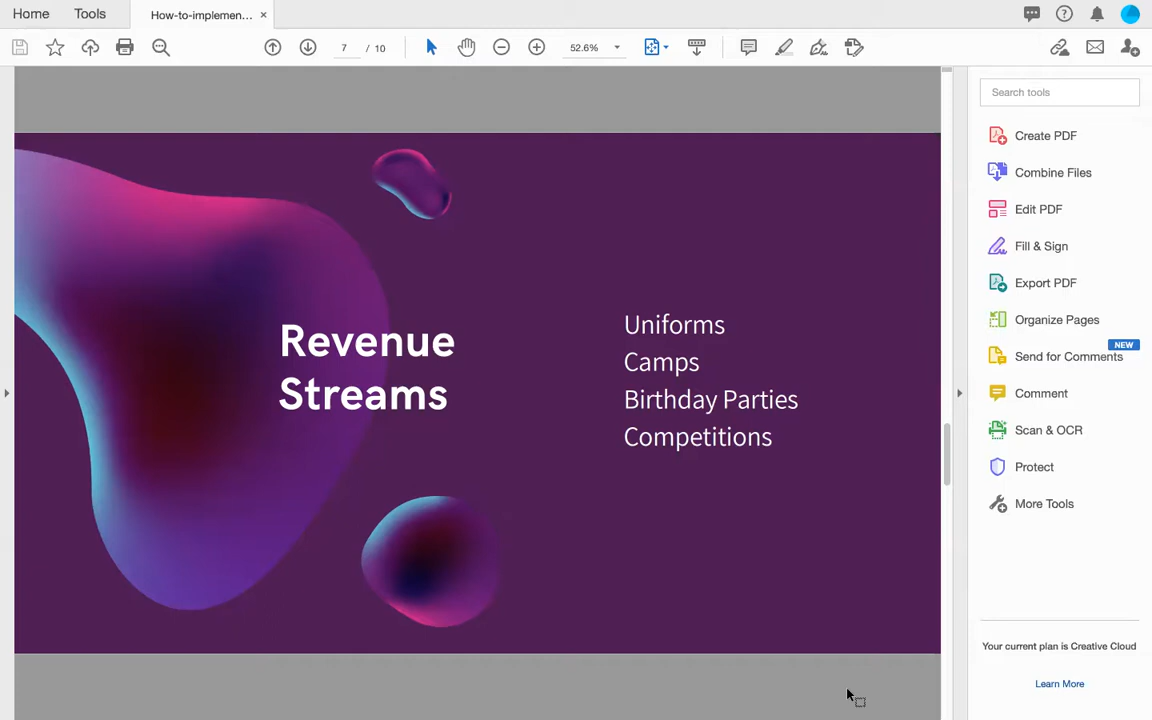 Home
Tools
How-to-implemen...
7 / 10
52.6%
Revenue
Streams
Uniforms
Camps
Birthday Parties
Competitions
Search tools
Create PDF
Combine Files
Edit PDF
Fill & Sign
Export PDF
Organize Pages
NEW
Send for Comments
Comment
Scan & OCR
Protect
More Tools
Your current plan is Creative Cloud
Learn More